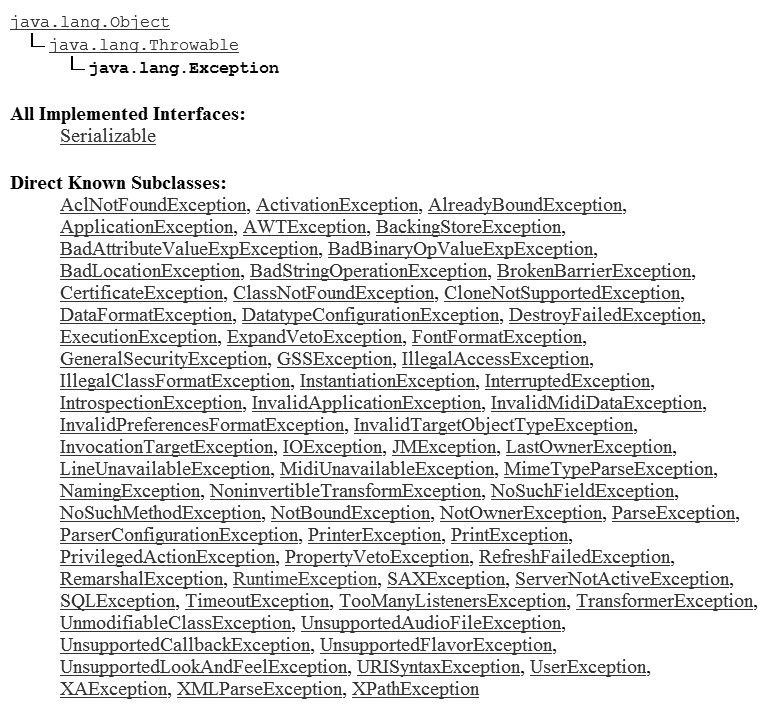 java.lang.Object
java.lang.Throwable
java.lang.Exception
All Implemented Interfaces:
Serializable
Direct Known Subclasses:
AclNotFoundException, ActivationException, AlreadyBoundException,
ApplicationException, AWTException, BackingStoreException,
BadAttributeValueExpException, BadBinaryOpValueExpException,
BadLocationException, BadStringOperationException, BrokenBarrierException,
CertificateException, ClassNotFoundException, CloneNotSupportedException,
DataFormatException, DatatypeConfigurationException, DestroyFailedException,
ExecutionException, ExpandVetoException, FontFormatException,
GeneralSecurityException, GSSException, IllegalAccessException,
IllegalClassFormatException, InstantiationException, InterruptedException,
IntrospectionException, InvalidApplicationException, InvalidMidiDataException,
InvalidPreferencesFormatException, InvalidTargetObjectTypeException,
InvocationTargetException, IOException, JMException, LastOwnerException,
LineUnavailableException, MidiUnavailableException, MimeTypeParseException,
NamingException, NoninvertibleTransformException, NoSuchFieldException,
NoSuchMethodException, NotBoundException, NotOwnerException, ParseException,
ParserConfigurationException, PrinterException, PrintException,
PrivilegedActionException, PropertyVetoException, RefreshFailedException,
RemarshalException, RuntimeException, SAXException, ServerNotActiveException,
SQLException, TimeoutException, TooManyListenersException, TransformerException,
UnmodifiableClassException, UnsupportedAudioFileException,
UnsupportedCallbackException, UnsupportedFlavorException,
UnsupportedLookAndFeelException, URISyntaxException, UserException,
XAException, XMLParseException, XPathException